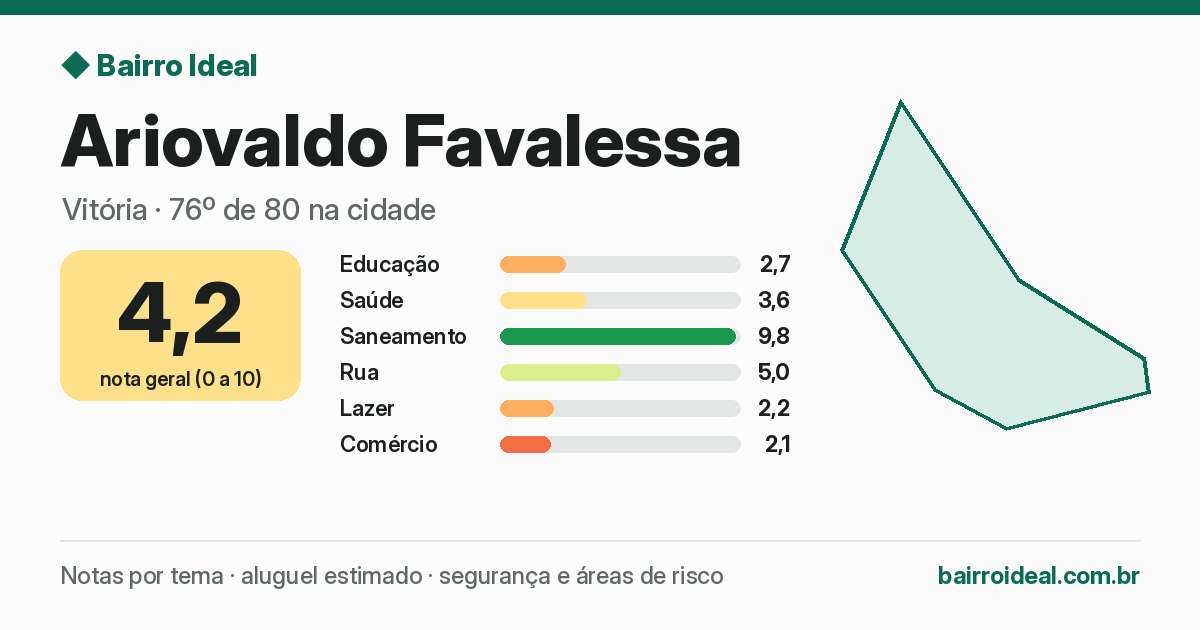 Bairro Ideal
Ariovaldo Favalessa
Vitória · 76º de 80 na cidade
4,2
nota geral (0 a 10)
Educação 2,7
Saúde 3,6
Saneamento 9,8
Rua 5,0
Lazer 2,2
Comércio 2,1
Notas por tema · aluguel estimado · segurança e áreas de risco
bairroideal.com.br